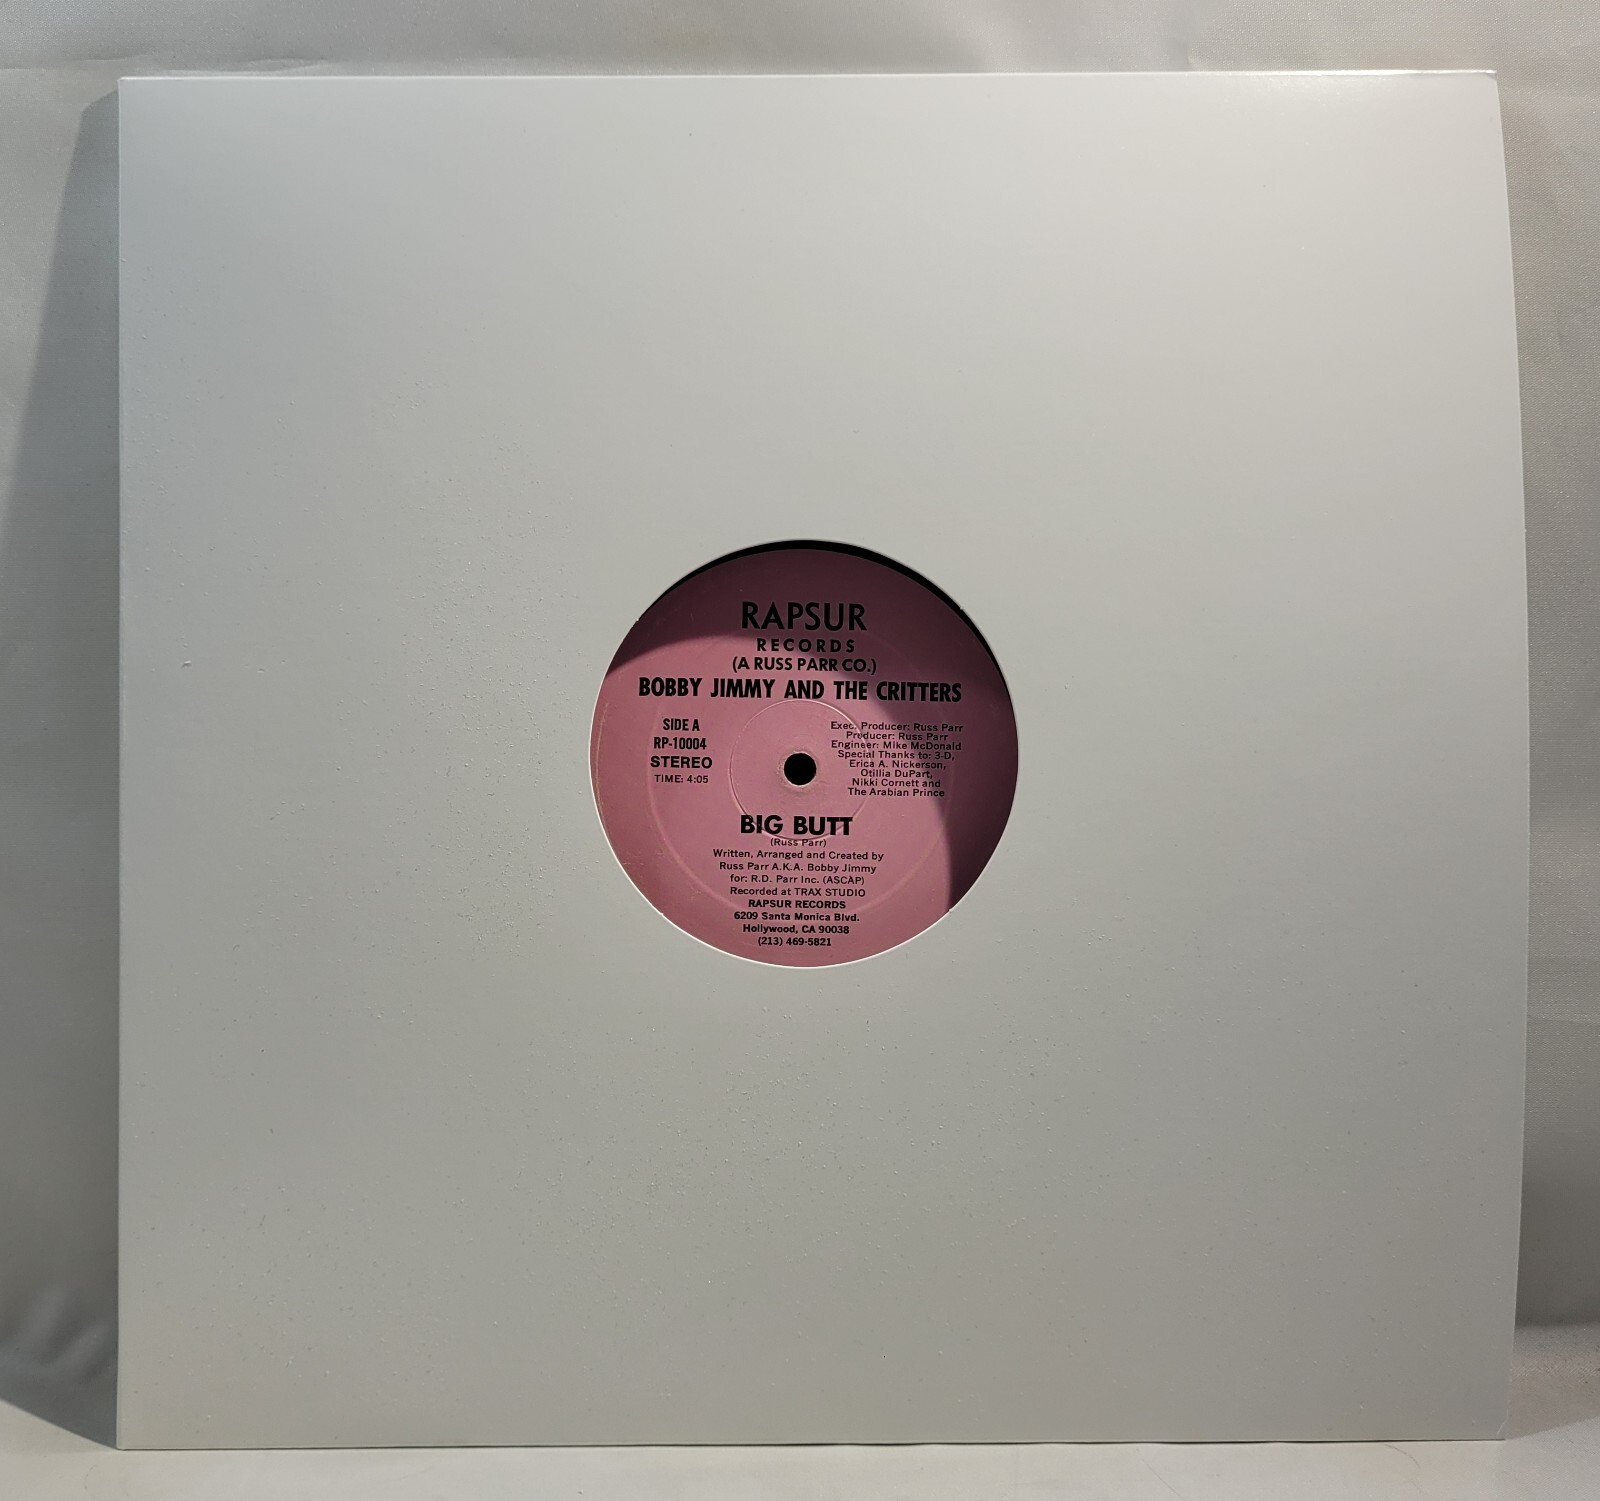 RAPSUR
RECORDS
(A RUSS PARR CO.)
BOBBY JIMMY AND THE CRITTERS
SIDE A
RP-10004
STEREO
TIME: 4:05
Exec. Producer: Russ Parr
Producer: Russ Parr
Engineer: Mike McDonald
Special Thanks to: 3-D,
Erica A. Nickerson,
Otillia DuPart,
Nikki Cornett and
The Arabian Prince
BIG BUTT
(Russ Parr)
Written, Arranged and Created by
Russ Parr A.K.A. Bobby Jimmy
for: R.D. Parr Inc. (ASCAP)
Recorded at TRAX STUDIO
RAPSUR RECORDS
6209 Santa Monica Blvd.
Hollywood, CA 90038
(213) 469-5821